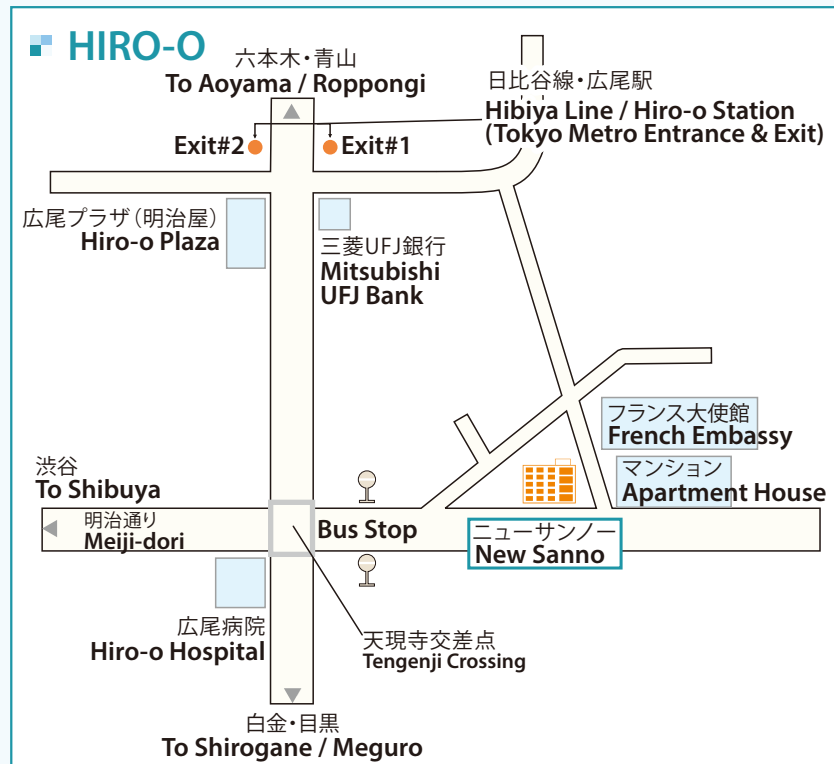 HIRO-O
六本木・青山
To Aoyama / Roppongi
日比谷線・広尾駅
Hibiya Line / Hiro-o Station
(Tokyo Metro Entrance & Exit)
Exit#2
Exit#1
広尾プラザ（明治屋）
Hiro-o Plaza
三菱UFJ銀行
Mitsubishi
UFJ Bank
フランス大使館
French Embassy
マンション
Apartment House
渋谷
To Shibuya
明治通り
Meiji-dori
Bus Stop
ニューサンノー
New Sanno
広尾病院
Hiro-o Hospital
天現寺交差点
Tengenji Crossing
白金・目黒
To Shirogane / Meguro